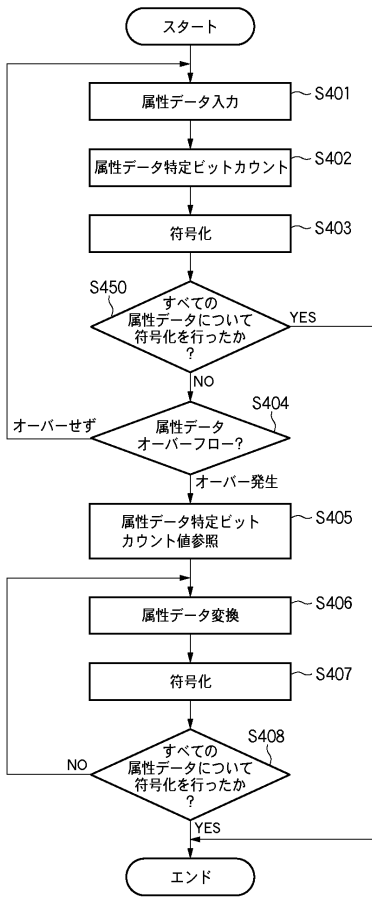 スタート
属性データ入力
S401
属性データ特定ビットカウント
S402
符号化
S403
S450
すべての
属性データについて
符号化を行ったか
?
YES
NO
S404
オーバーせず
属性データ
オーバーフロー?
オーバー発生
属性データ特定ビット
カウント値参照
S405
属性データ変換
S406
符号化
S407
S408
すべての
属性データについて
符号化を行ったか
?
NO
YES
エンド